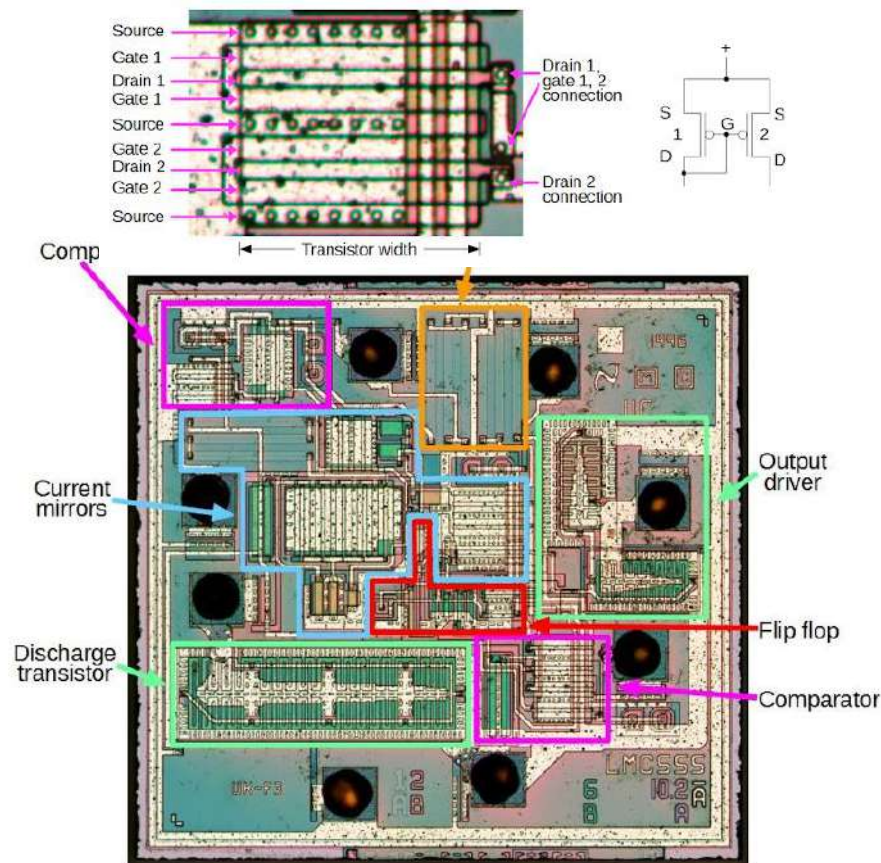 Source
Gate 1
Drain 1
Gate 1
Source
Gate 2
Drain 2
Gate 2
Source
Drain 1,
gate 1, 2
connection
Drain 2
connection
+
S
S
1
G
2
D
D
Transistor width
Comp
1996
Output
driver
Current
mirrors
Flip flop
Discharge
transistor
Comparator
LMC555
10.2
A
6
B
2
B